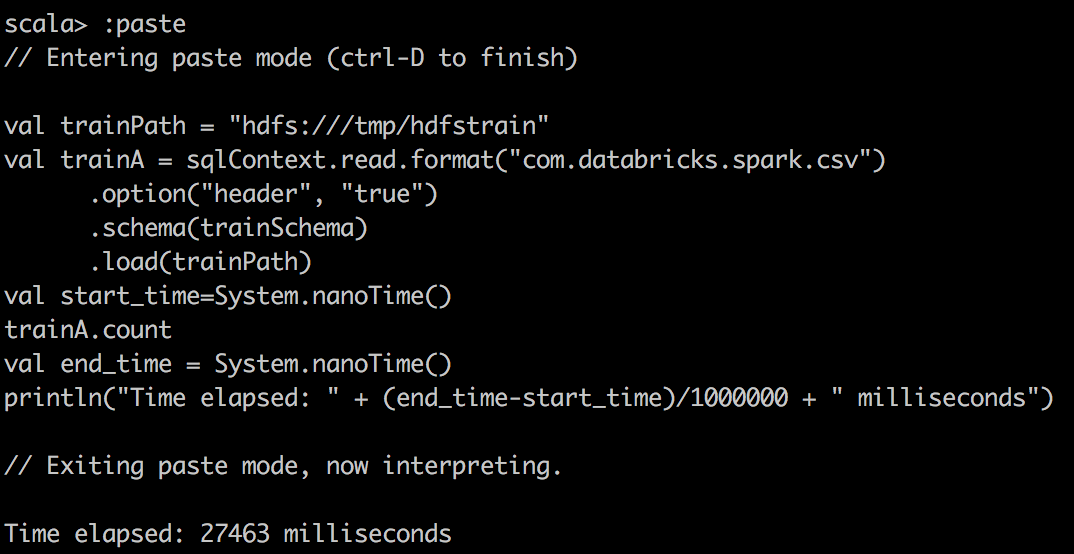 scala> :paste
// Entering paste mode (ctrl-D to finish)
val trainPath = "hdfs:///tmp/hdfstrain"
val trainA = sqlContext.read.format("com.databricks.spark.csv")
.option("header", "true")
.schema(trainSchema)
.load(trainPath)
val start_time=System.nanoTime()
trainA.count
val end_time = System.nanoTime()
println("Time elapsed: " + (end_time-start_time)/1000000 + " milliseconds")
// Exiting paste mode, now interpreting.
Time elapsed: 27463 milliseconds